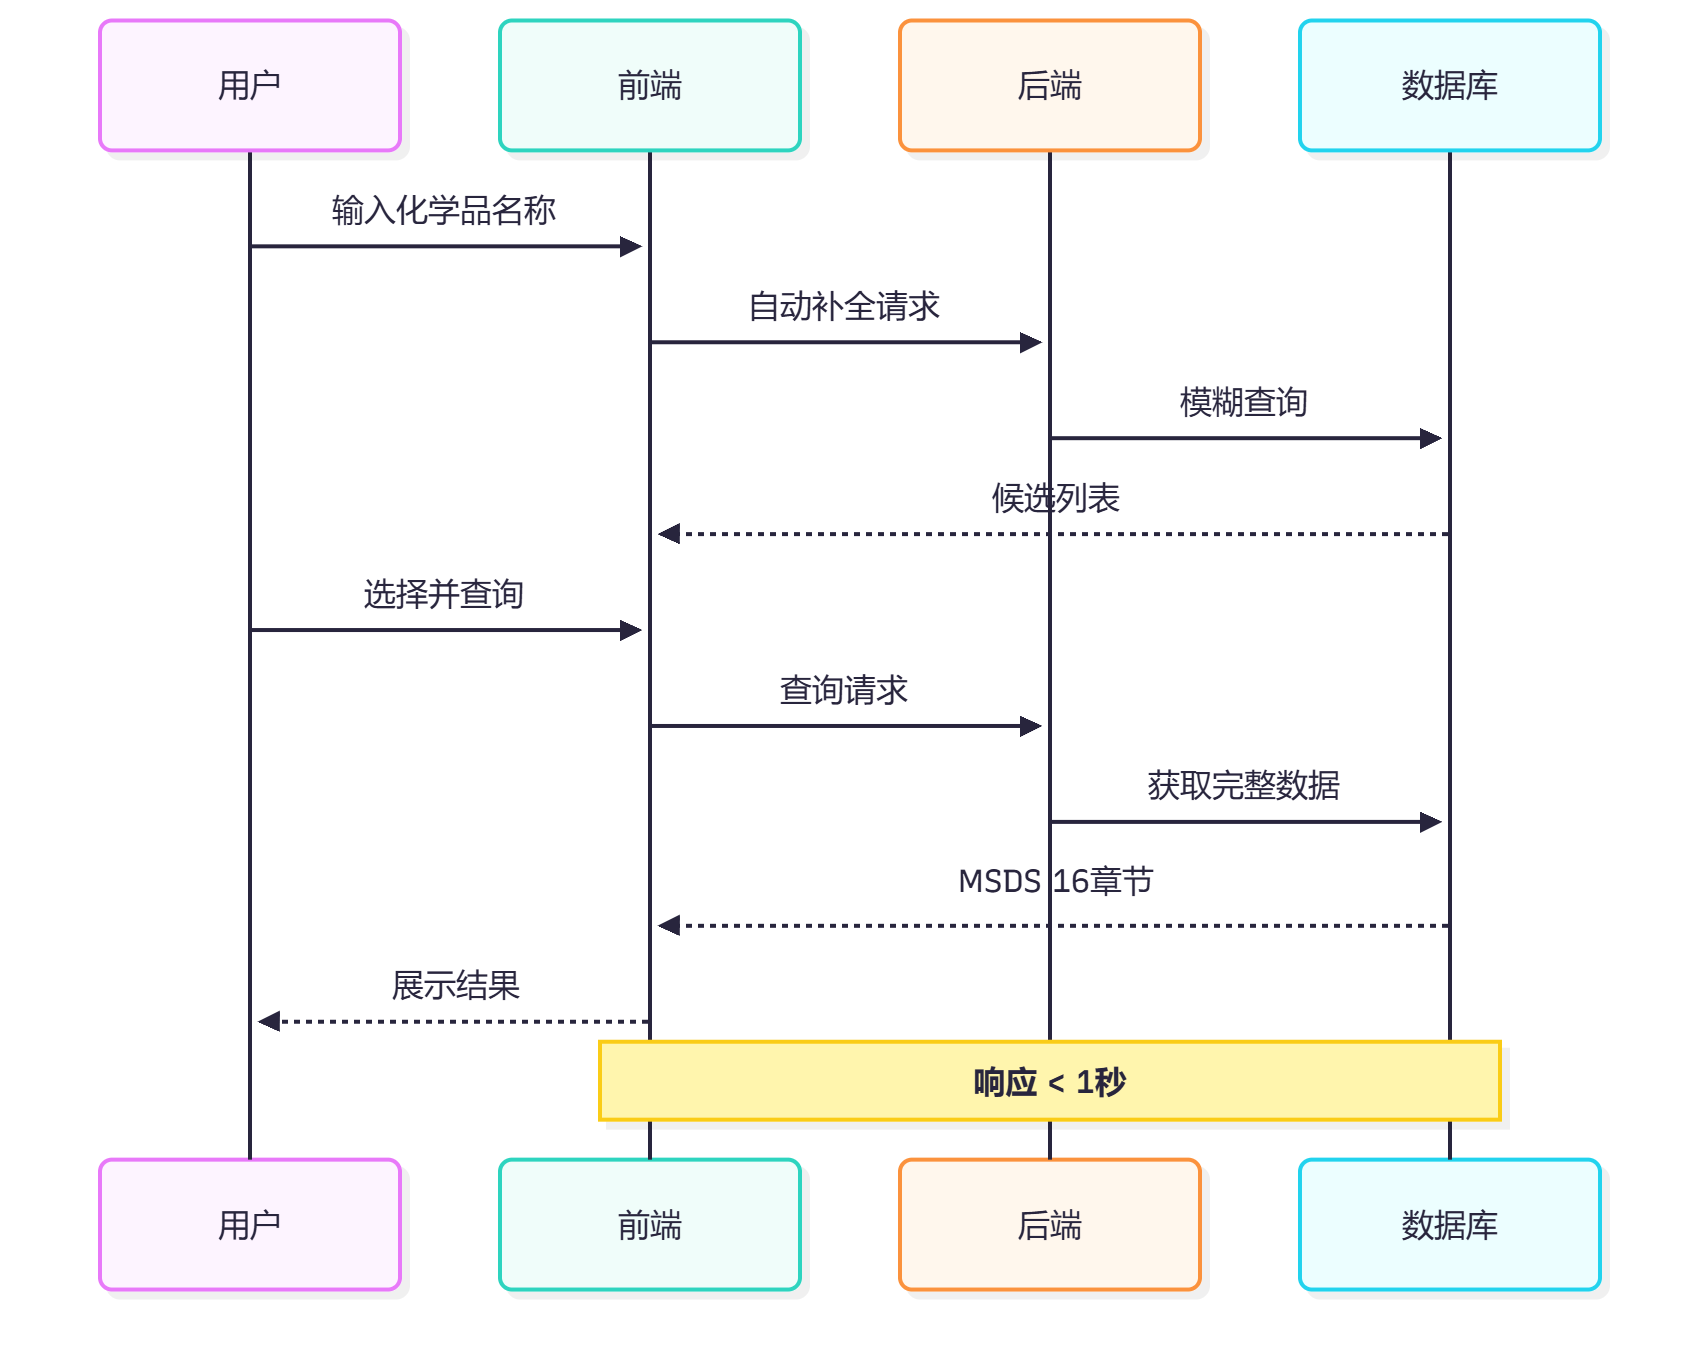 用户
前端
后端
数据库
输入化学品名称
自动补全请求
模糊查询
候选列表
选择并查询
查询请求
获取完整数据
MSDS 16章节
展示结果
响应 < 1秒
用户
前端
后端
数据库